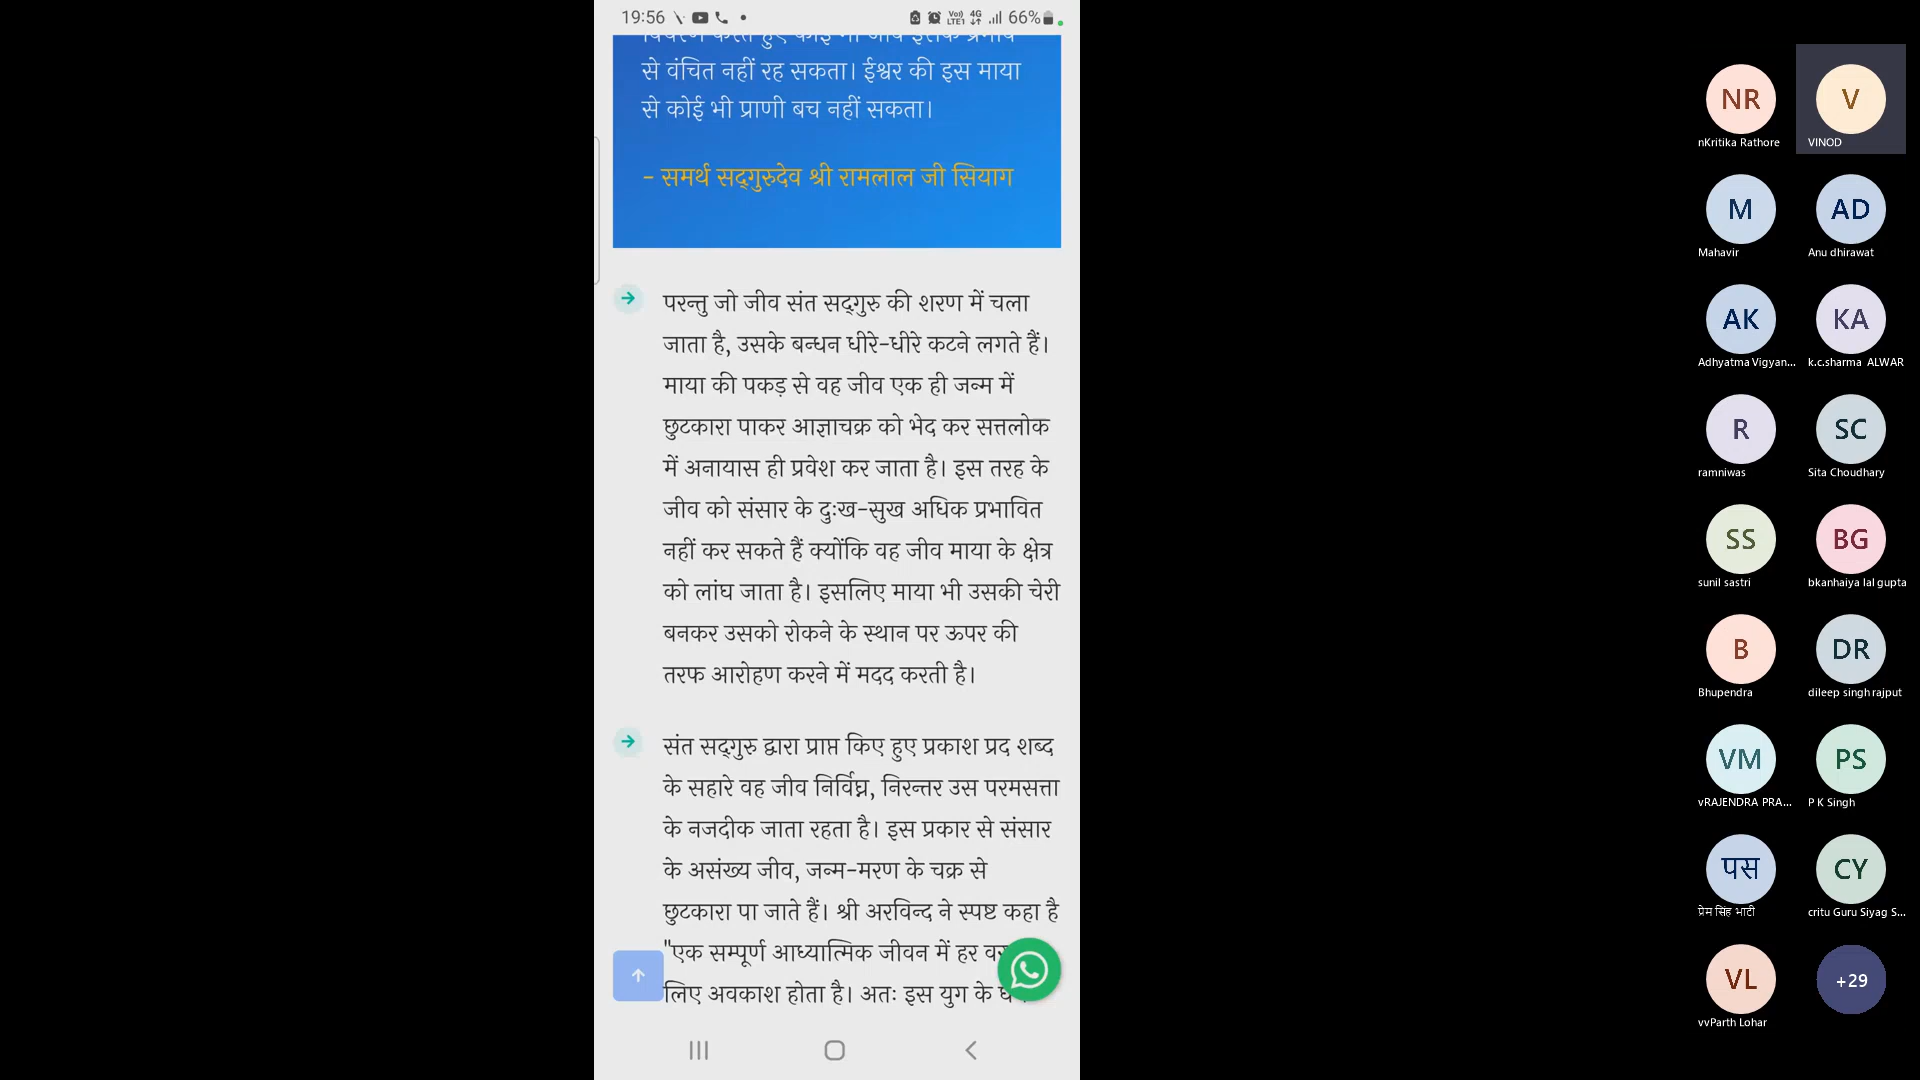 19:56
66%
से वंचित नहीं रह सकता। ईश्वर की इस माया
से कोई भी प्राणी बच नहीं सकता।
- समर्थ सद्‌गुरुदेव श्री रामलाल जी सियाग
परन्तु जो जीव संत सद्‌गुरु की शरण में चला
जाता है, उसके बन्धन धीरे-धीरे कटने लगते हैं।
माया की पकड़ से वह जीव एक ही जन्म में
छुटकारा पाकर आज्ञाचक्र को भेद कर सत्तलोक
में अनायास ही प्रवेश कर जाता है। इस तरह के
जीव को संसार के दुःख-सुख अधिक प्रभावित
नहीं कर सकते हैं क्योंकि वह जीव माया के क्षेत्र
को लांघ जाता है। इसलिए माया भी उसकी चेरी
बनकर उसको रोकने के स्थान पर ऊपर की
तरफ आरोहण करने में मदद करती है।
संत सद्‌गुरु द्वारा प्राप्त किए हुए प्रकाश प्रद शब्द
के सहारे वह जीव निर्विघ्न, निरन्तर उस परमसत्ता
के नजदीक जाता रहता है। इस प्रकार से संसार
के असंख्य जीव, जन्म-मरण के चक्र से
छुटकारा पा जाते हैं। श्री अरविन्द ने स्पष्ट कहा है
"एक सम्पूर्ण आध्यात्मिक जीवन में हर
लिए अवकाश होता है। अतः इस युग के
NR
nKritika Rathore
V
VINOD
M
Mahavir
AD
Anu dhirawat
AK
Adhyatma Vigyan...
KA
k.c.sharma ALWAR
R
ramniwas
SC
Sita Choudhary
SS
sunil sastri
BG
bkanhaiya lal gupta
B
Bhupendra
DR
dileep singh rajput
VM
vRAJENDRA PRA...
PS
P K Singh
पस
प्रेम सिंह भाटी
CY
critu Guru Siyag S...
VL
vvParth Lohar
+29